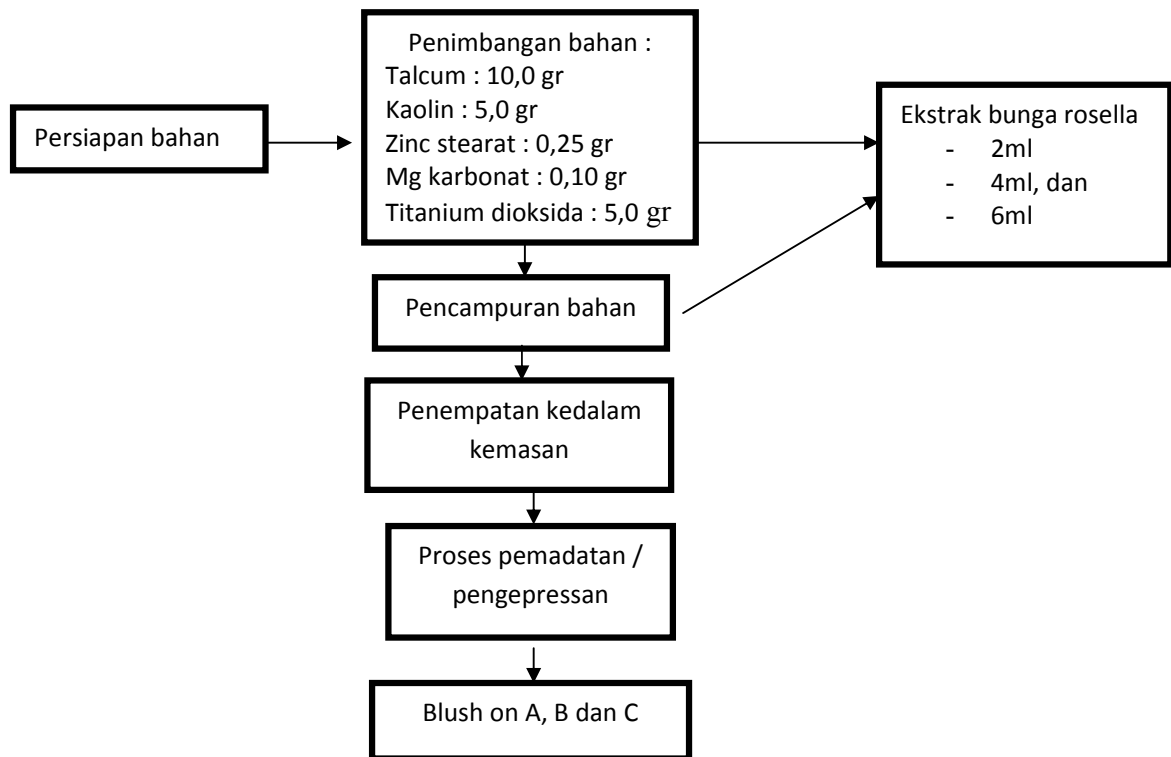 Persiapan bahan
Penimbangan bahan :
Talcum : 10,0 gr
Kaolin : 5,0 gr
Zinc stearat : 0,25 gr
Mg karbonat : 0,10 gr
Titanium dioksida : 5,0 gr
Ekstrak bunga rosella
- 2ml
- 4ml, dan
- 6ml
Pencampuran bahan
Penempatan kedalam
kemasan
Proses pemadatan /
pengepressan
Blush on A, B dan C